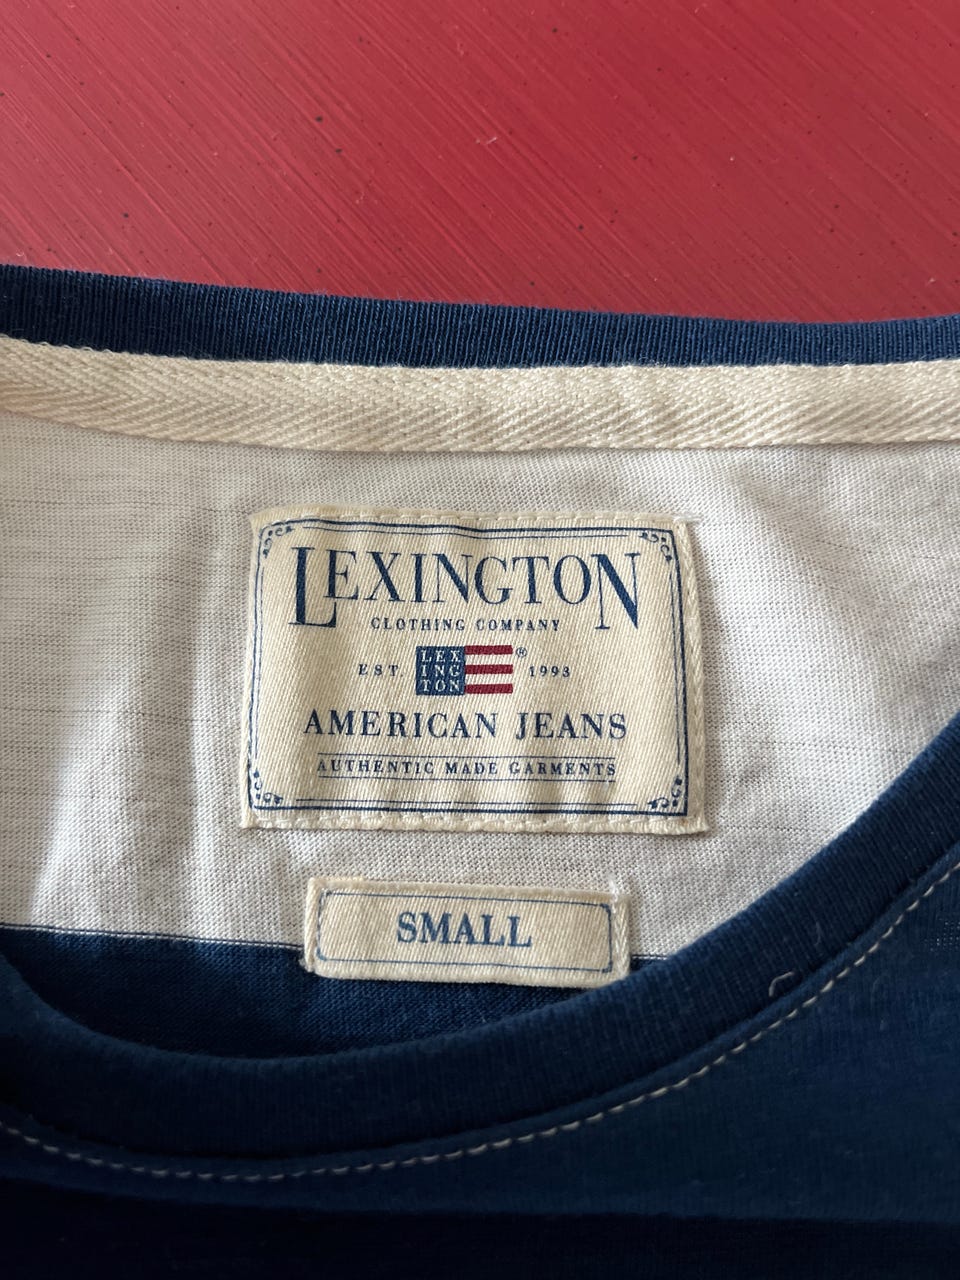 LEXINGTON
CLOTHING COMPANY
EST. LEX ING TON ® 1993
AMERICAN JEANS
AUTHENTIC MADE GARMENTS
SMALL